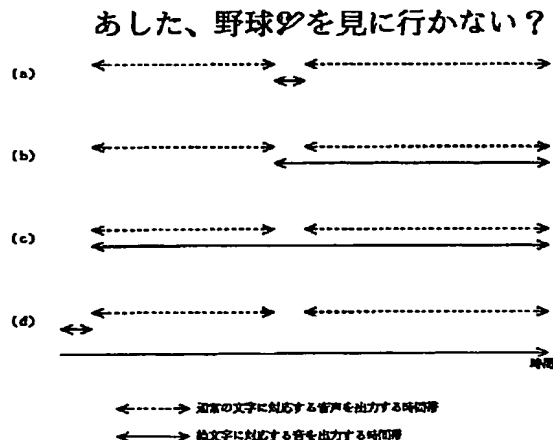 あした、野球⚾を見に行かない？
(a)
(b)
(c)
(d)
時間
通常の文字に対応する音声を出力する時間帯
絵文字に対応する音を出力する時間帯